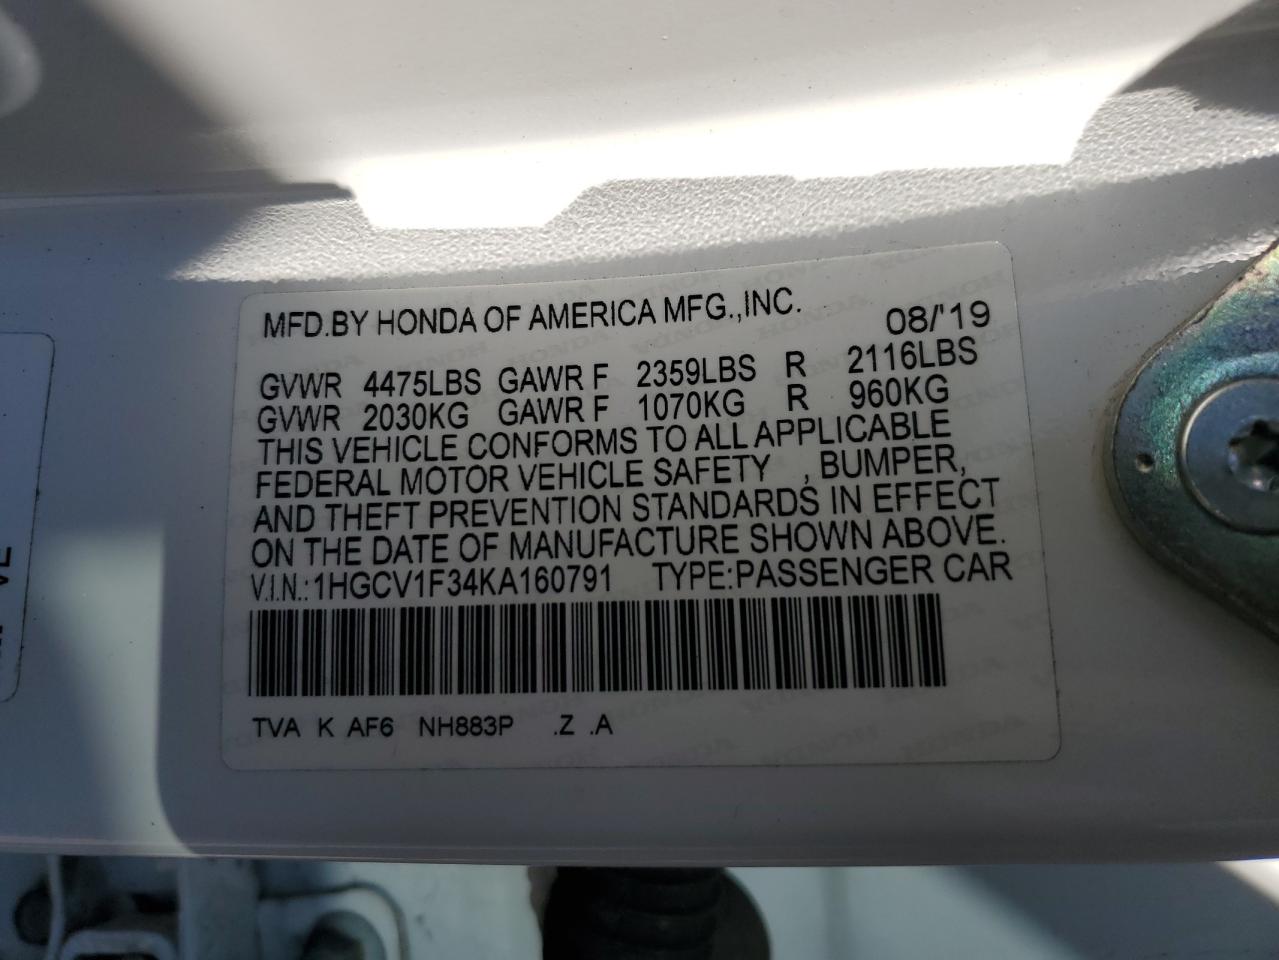 MFD.BY HONDA OF AMERICA MFG.,INC. 08/'19
GVWR 4475LBS GAWR F 2359LBS R 2116LBS
GVWR 2030KG GAWR F 1070KG R 960KG
THIS VEHICLE CONFORMS TO ALL APPLICABLE
FEDERAL MOTOR VEHICLE SAFETY , BUMPER,
AND THEFT PREVENTION STANDARDS IN EFFECT
ON THE DATE OF MANUFACTURE SHOWN ABOVE.
V.I.N.:1HGCV1F34KA160791 TYPE:PASSENGER CAR
TVA K AF6 NH883P .Z .A